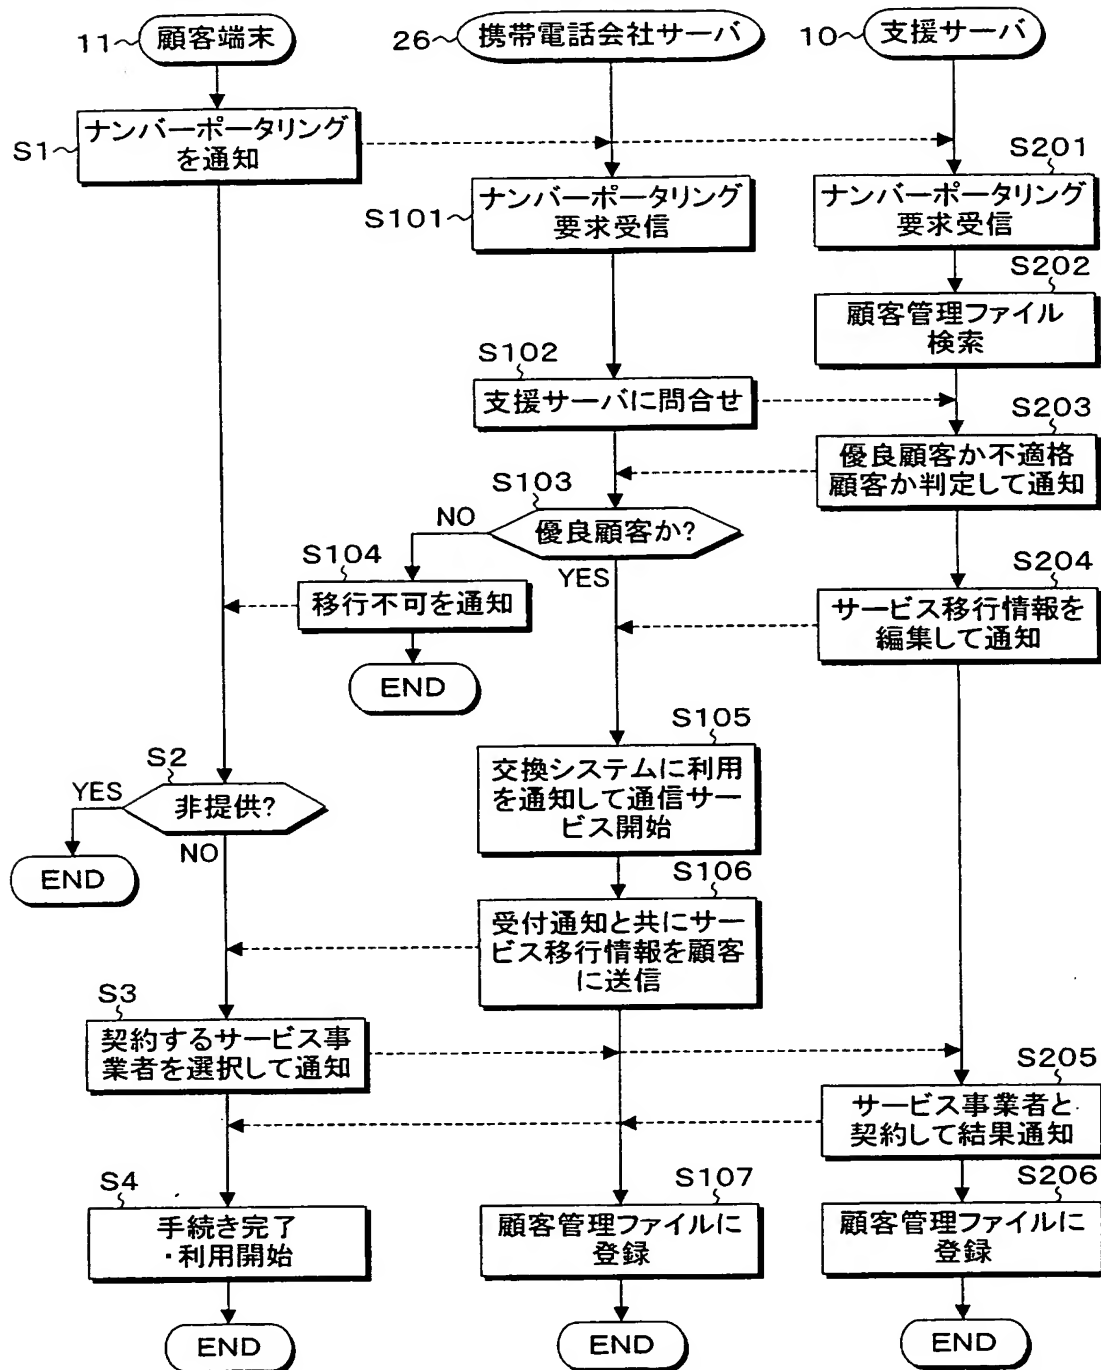 11 顧客端末
26 携帯電話会社サーバ
10 支援サーバ
S1 ナンバーポータリング
を通知
S201
ナンバーポータリング
要求受信
S101 ナンバーポータリング
要求受信
S202
顧客管理ファイル
検索
S102
支援サーバに問合せ
S203
優良顧客か不適格
顧客か判定して通知
S103
優良顧客か?
NO
YES
S104
移行不可を通知
END
S204
サービス移行情報を
編集して通知
S105
交換システムに利用
を通知して通信サー
ビス開始
S2
非提供?
YES
NO
END
S106
受付通知と共にサー
ビス移行情報を顧客
に送信
S3
契約するサービス事
業者を選択して通知
S205
サービス事業者と
契約して結果通知
S4
手続き完了
・利用開始
S107
顧客管理ファイルに
登録
S206
顧客管理ファイルに
登録
END
END
END